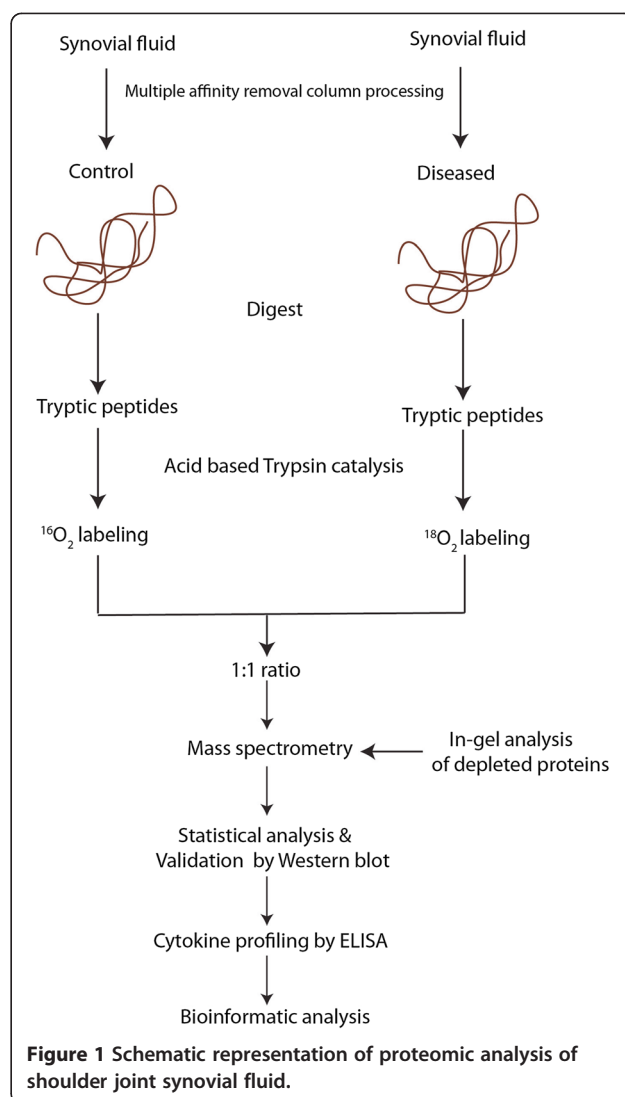 Synovial fluid
Synovial fluid
Multiple affinity removal column processing
Control
Diseased
Digest
Tryptic peptides
Tryptic peptides
Acid based Trypsin catalysis
¹⁶O₂ labeling
¹⁸O₂ labeling
1:1 ratio
Mass spectrometry
In-gel analysis
of depleted proteins
Statistical analysis &
Validation by Western blot
Cytokine profiling by ELISA
Bioinformatic analysis
Figure 1 Schematic representation of proteomic analysis of
shoulder joint synovial fluid.